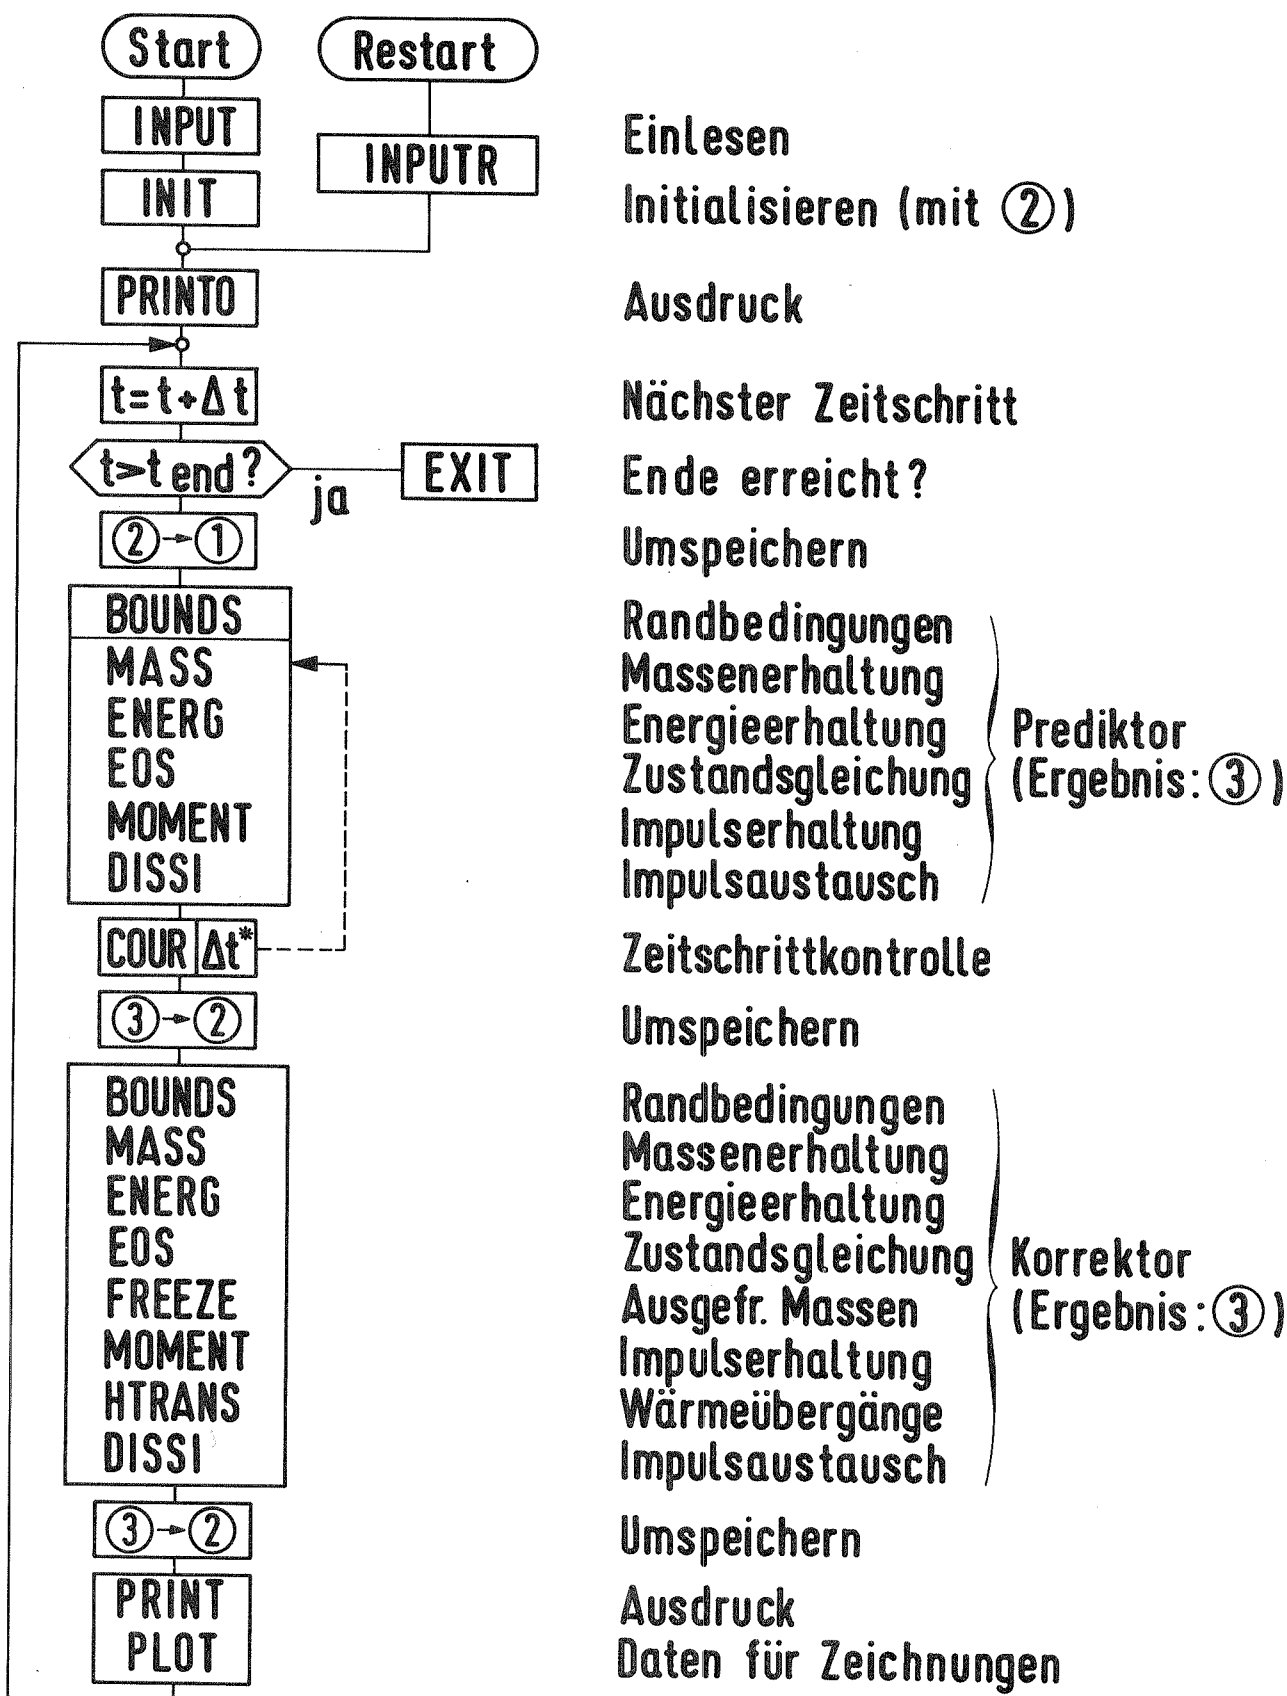 Start Restart
INPUT Einlesen
INPUTR
INIT Initialisieren (mit ②)
PRINTO Ausdruck
t=t+Δt Nächster Zeitschritt
t>t end? ja EXIT Ende erreicht?
②→① Umspeichern
BOUNDS Randbedingungen
MASS Massenerhaltung
ENERG Energieerhaltung Prediktor
EOS Zustandsgleichung (Ergebnis:③)
MOMENT Impulserhaltung
DISSI Impulsaustausch
COUR Δt* Zeitschrittkontrolle
③→② Umspeichern
BOUNDS Randbedingungen
MASS Massenerhaltung
ENERG Energieerhaltung
EOS Zustandsgleichung Korrektor
FREEZE Ausgefr. Massen (Ergebnis:③)
MOMENT Impulserhaltung
HTRANS Wärmeübergänge
DISSI Impulsaustausch
③→② Umspeichern
PRINT Ausdruck
PLOT Daten für Zeichnungen